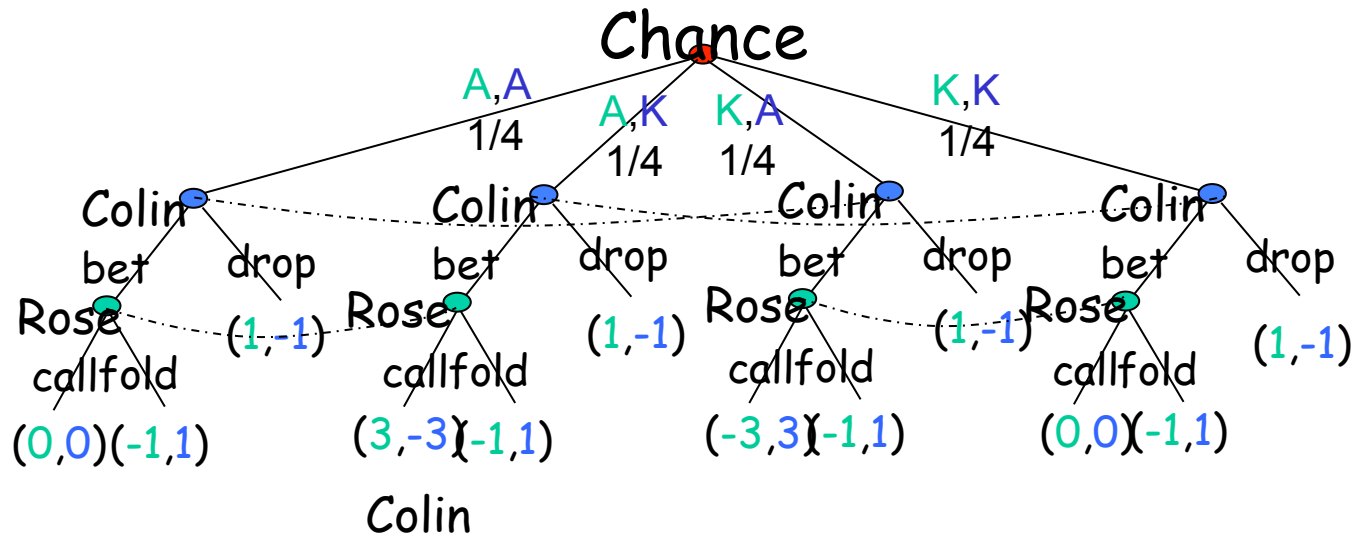 Chance
A,A A,K K,A K,K
1/4 1/4 1/4 1/4
Colin Colin Colin Colin
bet drop bet drop bet drop bet drop
Rose Rose Rose Rose
(1,-1) (1,-1) (1,-1) (1,-1)
callfold callfold callfold callfold
(0,0)(-1,1) (3,-3)(-1,1) (-3,3)(-1,1) (0,0)(-1,1)
Colin